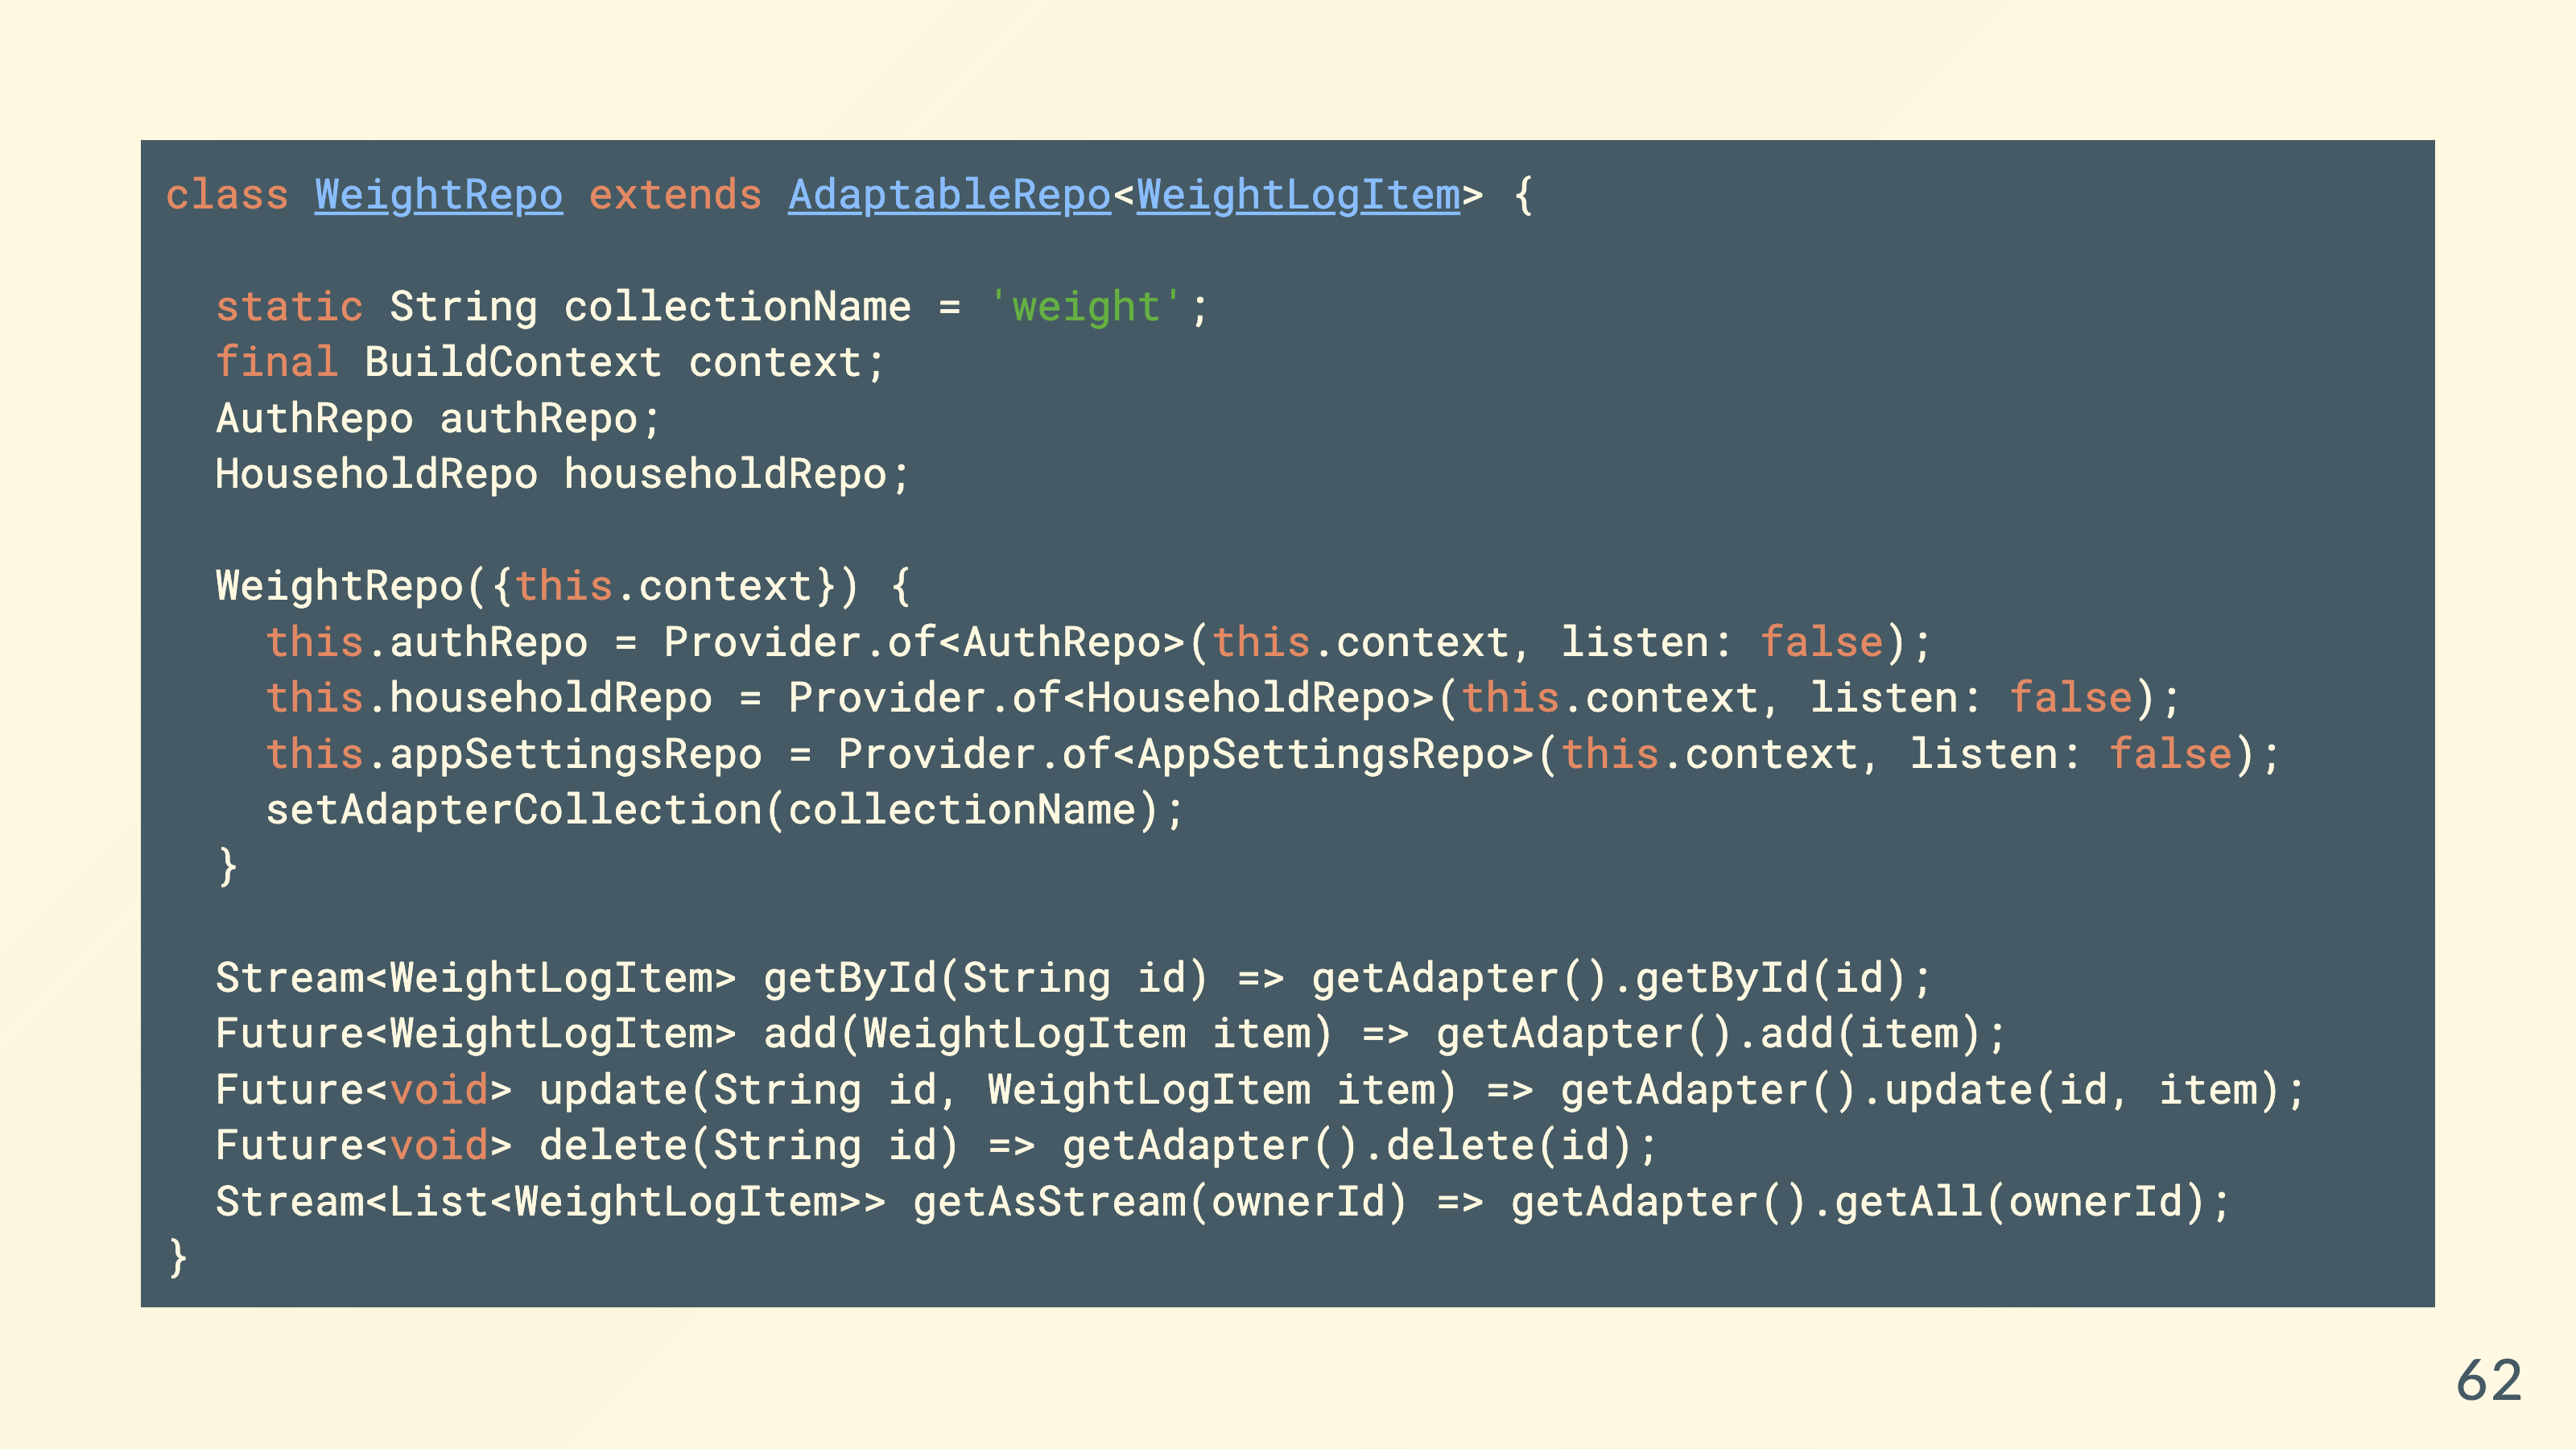 class WeightRepo extends AdaptableRepo<WeightLogItem> {
static String collectionName = 'weight';
final BuildContext context;
AuthRepo authRepo;
HouseholdRepo householdRepo;
WeightRepo({this.context}) {
this.authRepo = Provider.of<AuthRepo>(this.context, listen: false);
this.householdRepo = Provider.of<HouseholdRepo>(this.context, listen: false);
this.appSettingsRepo = Provider.of<AppSettingsRepo>(this.context, listen: false);
setAdapterCollection(collectionName);
}
Stream<WeightLogItem> getById(String id) => getAdapter().getById(id);
Future<WeightLogItem> add(WeightLogItem item) => getAdapter().add(item);
Future<void> update(String id, WeightLogItem item) => getAdapter().update(id, item);
Future<void> delete(String id) => getAdapter().delete(id);
Stream<List<WeightLogItem>> getAsStream(ownerId) => getAdapter().getAll(ownerId);
}
62